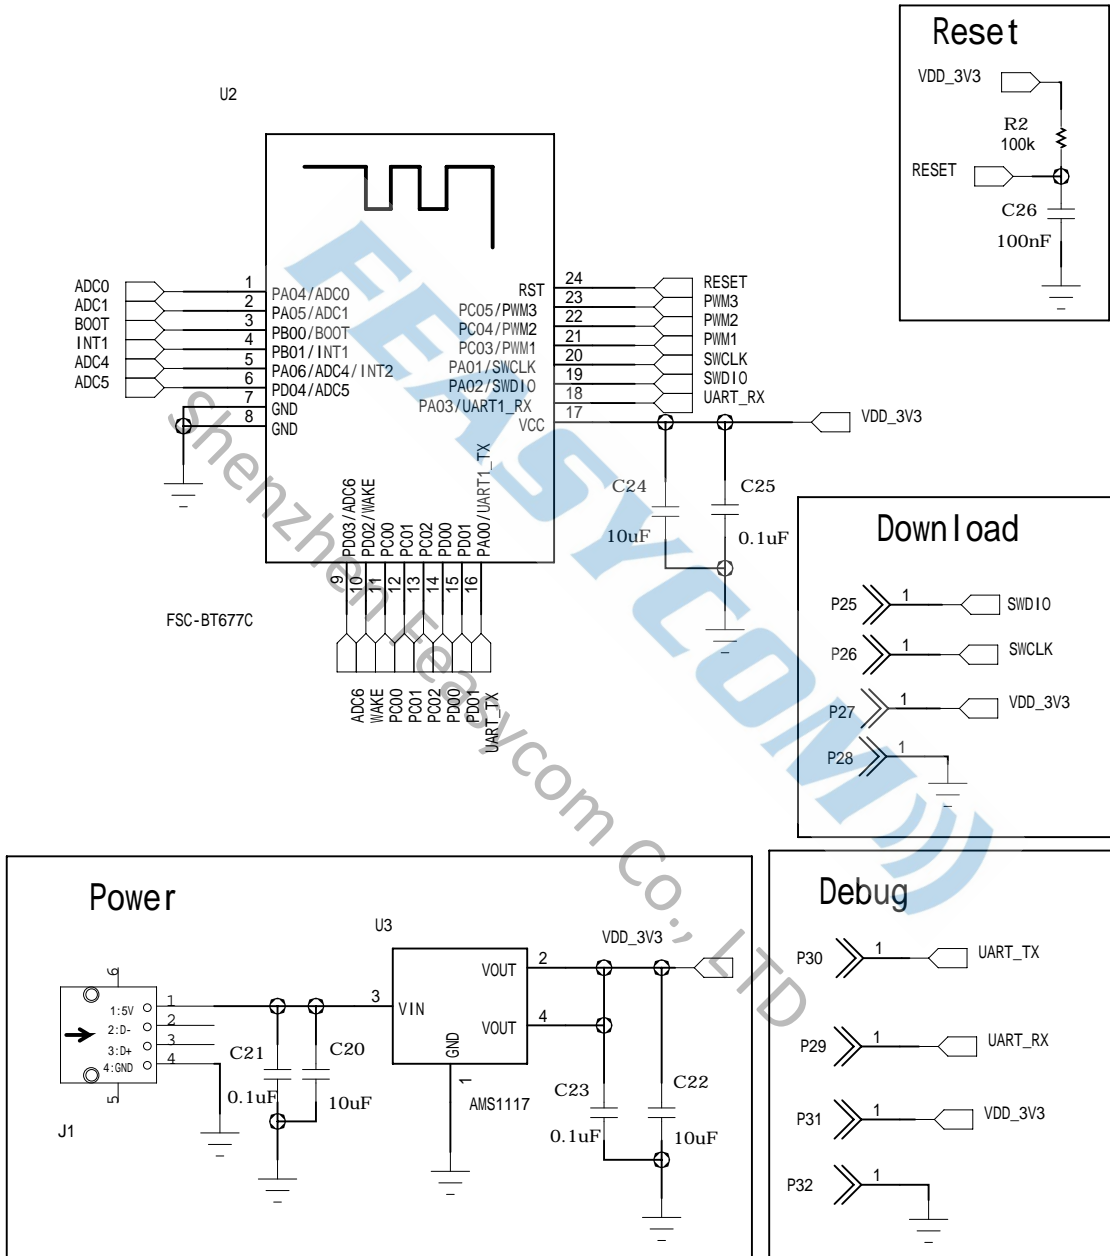 Reset
VDD_3V3
R2
100k
RESET
C26
100nF
U2
ADC0
ADC1
BOOT
INT1
ADC4
ADC5
1
2
3
4
5
6
7
8
PA04/ADC0
PA05/ADC1
PB00/BOOT
PB01/INT1
PA06/ADC4/INT2
PD04/ADC5
GND
GND
RST
PC05/PWM3
PC04/PWM2
PC03/PWM1
PA01/SWCLK
PA02/SWDIO
PA03/UART1_RX
VCC
24
23
22
21
20
19
18
17
RESET
PWM3
PWM2
PWM1
SWCLK
SWDIO
UART_RX
VDD_3V3
PD03/ADC6
PD02/WAKE
PC00
PC01
PC02
PD00
PD01
PA00/UART1_TX
9
10
11
12
13
14
15
16
ADC6
WAKE
PC00
PC01
PC02
PD00
PD01
UART_TX
FSC-BT677C
C24
10uF
C25
0.1uF
Download
P25
1
SWDIO
P26
1
SWCLK
P27
1
VDD_3V3
P28
1
FEASYCOM
Shenzhen Feasycom Co., LTD
Power
J1
6
5
1:5V
2:D-
3:D+
4:GND
1
2
3
4
C21
0.1uF
C20
10uF
U3
3
VIN
VOUT
2
VOUT
4
GND
1
AMS1117
VDD_3V3
C23
0.1uF
C22
10uF
Debug
P30
1
UART_TX
P29
1
UART_RX
P31
1
VDD_3V3
P32
1